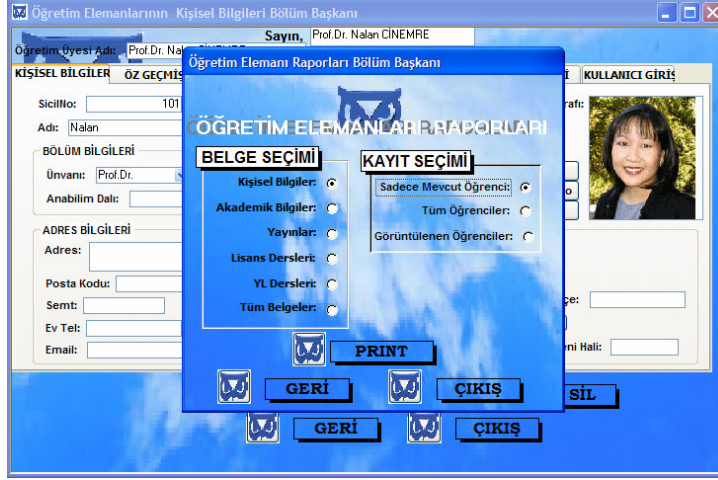 Öğretim Elemanlarının Kişisel Bilgileri Bölüm Başkanı
Sayın, Prof.Dr. Nalan CİNEMRE
Öğretim Üyesi Adı: Prof.Dr.
KİŞİSEL BİLGİLER
ÖZ GEÇMİŞ
KULLANICI GİRİŞ
SicilNo: 101
Adı: Nalan
BÖLÜM BİLGİLERİ
Ünvanı: Prof.Dr.
Anabilim Dalı:
ADRES BİLGİLERİ
Adres:
Posta Kodu:
Semt:
Ev Tel:
Email:
Öğretim Elemanı Raporları Bölüm Başkanı
ÖĞRETİM ELEMANLARI RAPORLARI
BELGE SEÇİMİ
Kişisel Bilgiler:
Akademik Bilgiler:
Yayınlar:
Lisans Dersleri:
YL Dersleri:
Tüm Belgeler:
KAYIT SEÇİMİ
Sadece Mevcut Öğrenci:
Tüm Öğrenciler:
Görüntülenen Öğrenciler:
PRINT
GERİ
ÇIKIŞ
SİL
GERİ
ÇIKIŞ